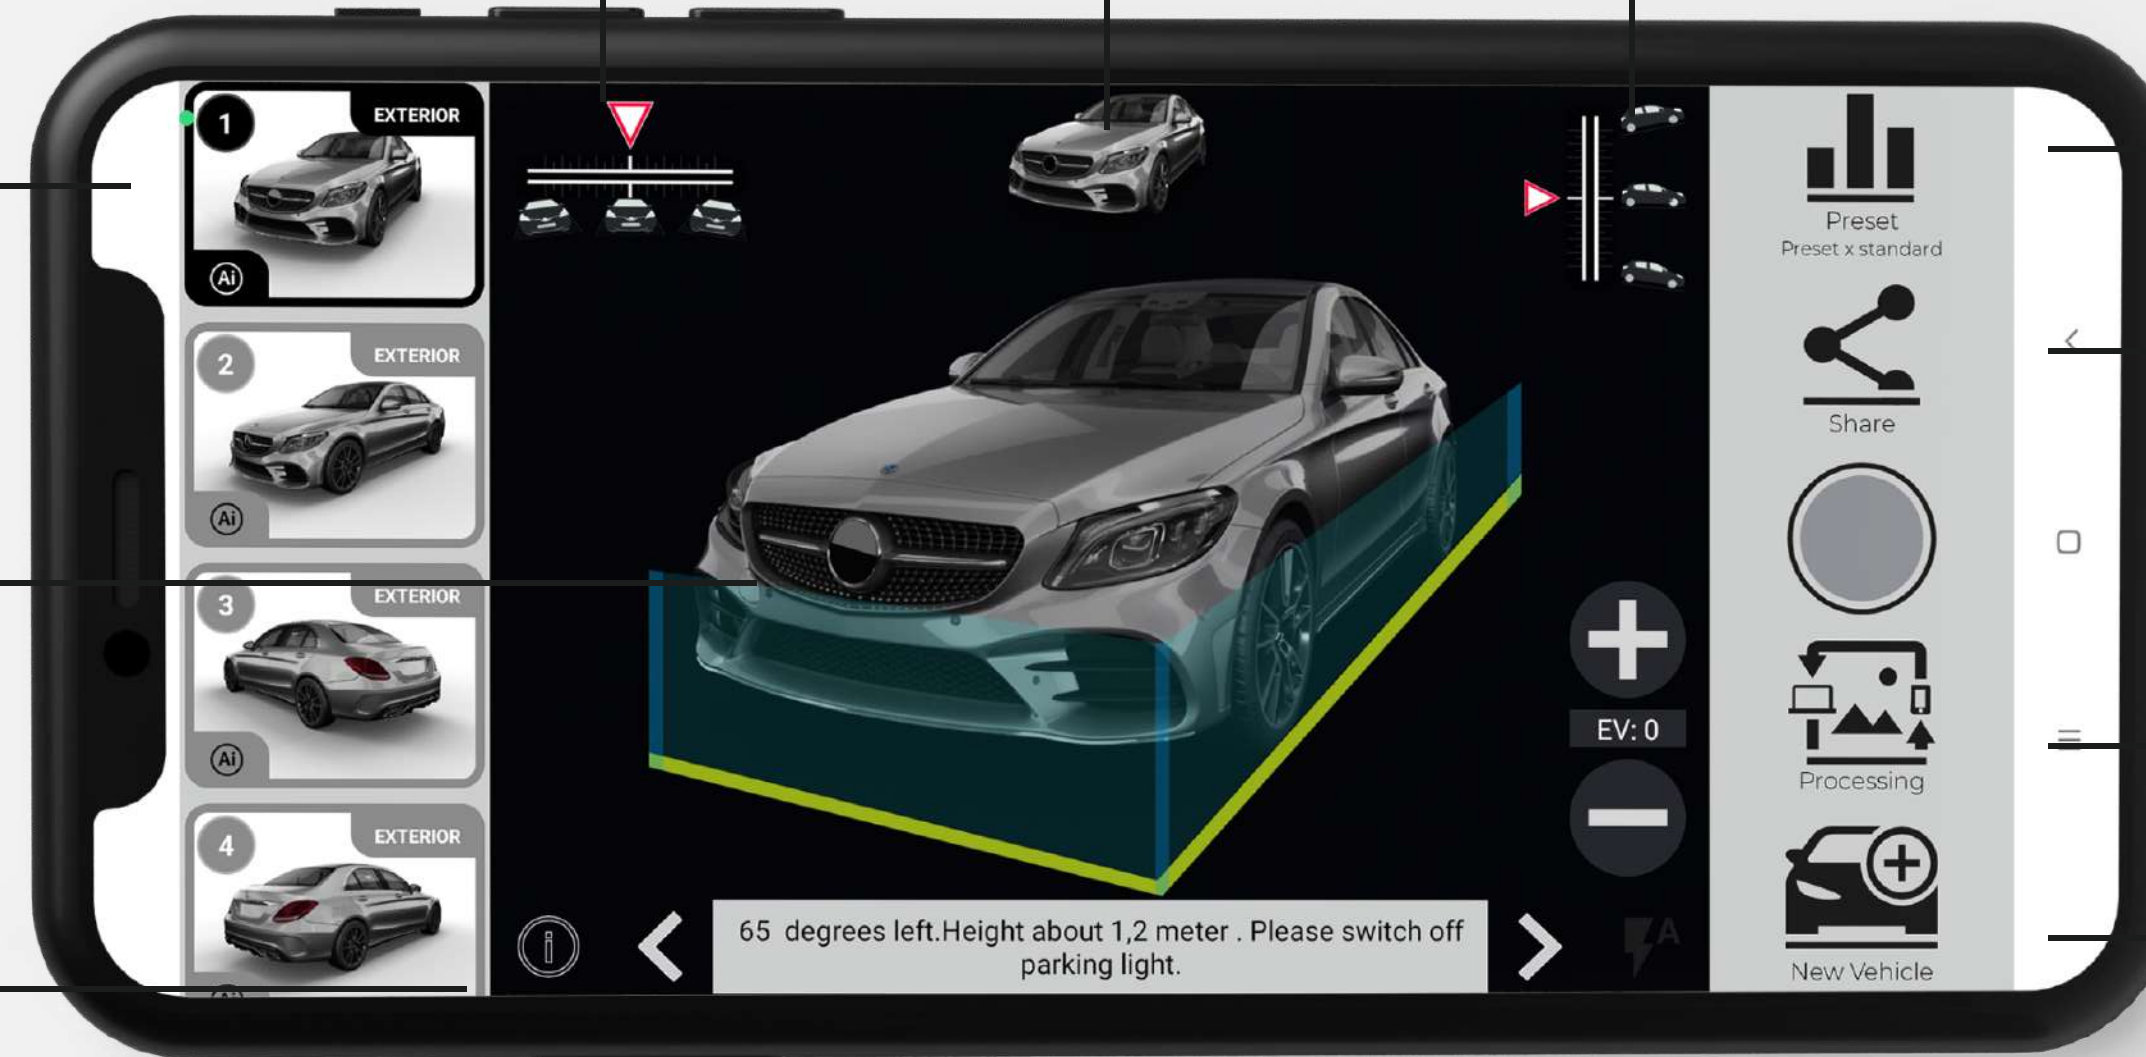 1
EXTERIOR
Ai
2
EXTERIOR
Ai
3
EXTERIOR
Ai
4
EXTERIOR
Ai
EV: 0
A
65 degrees left.Height about 1,2 meter . Please switch off
parking light.
Preset
Preset x standard
Share
Processing
New Vehicle